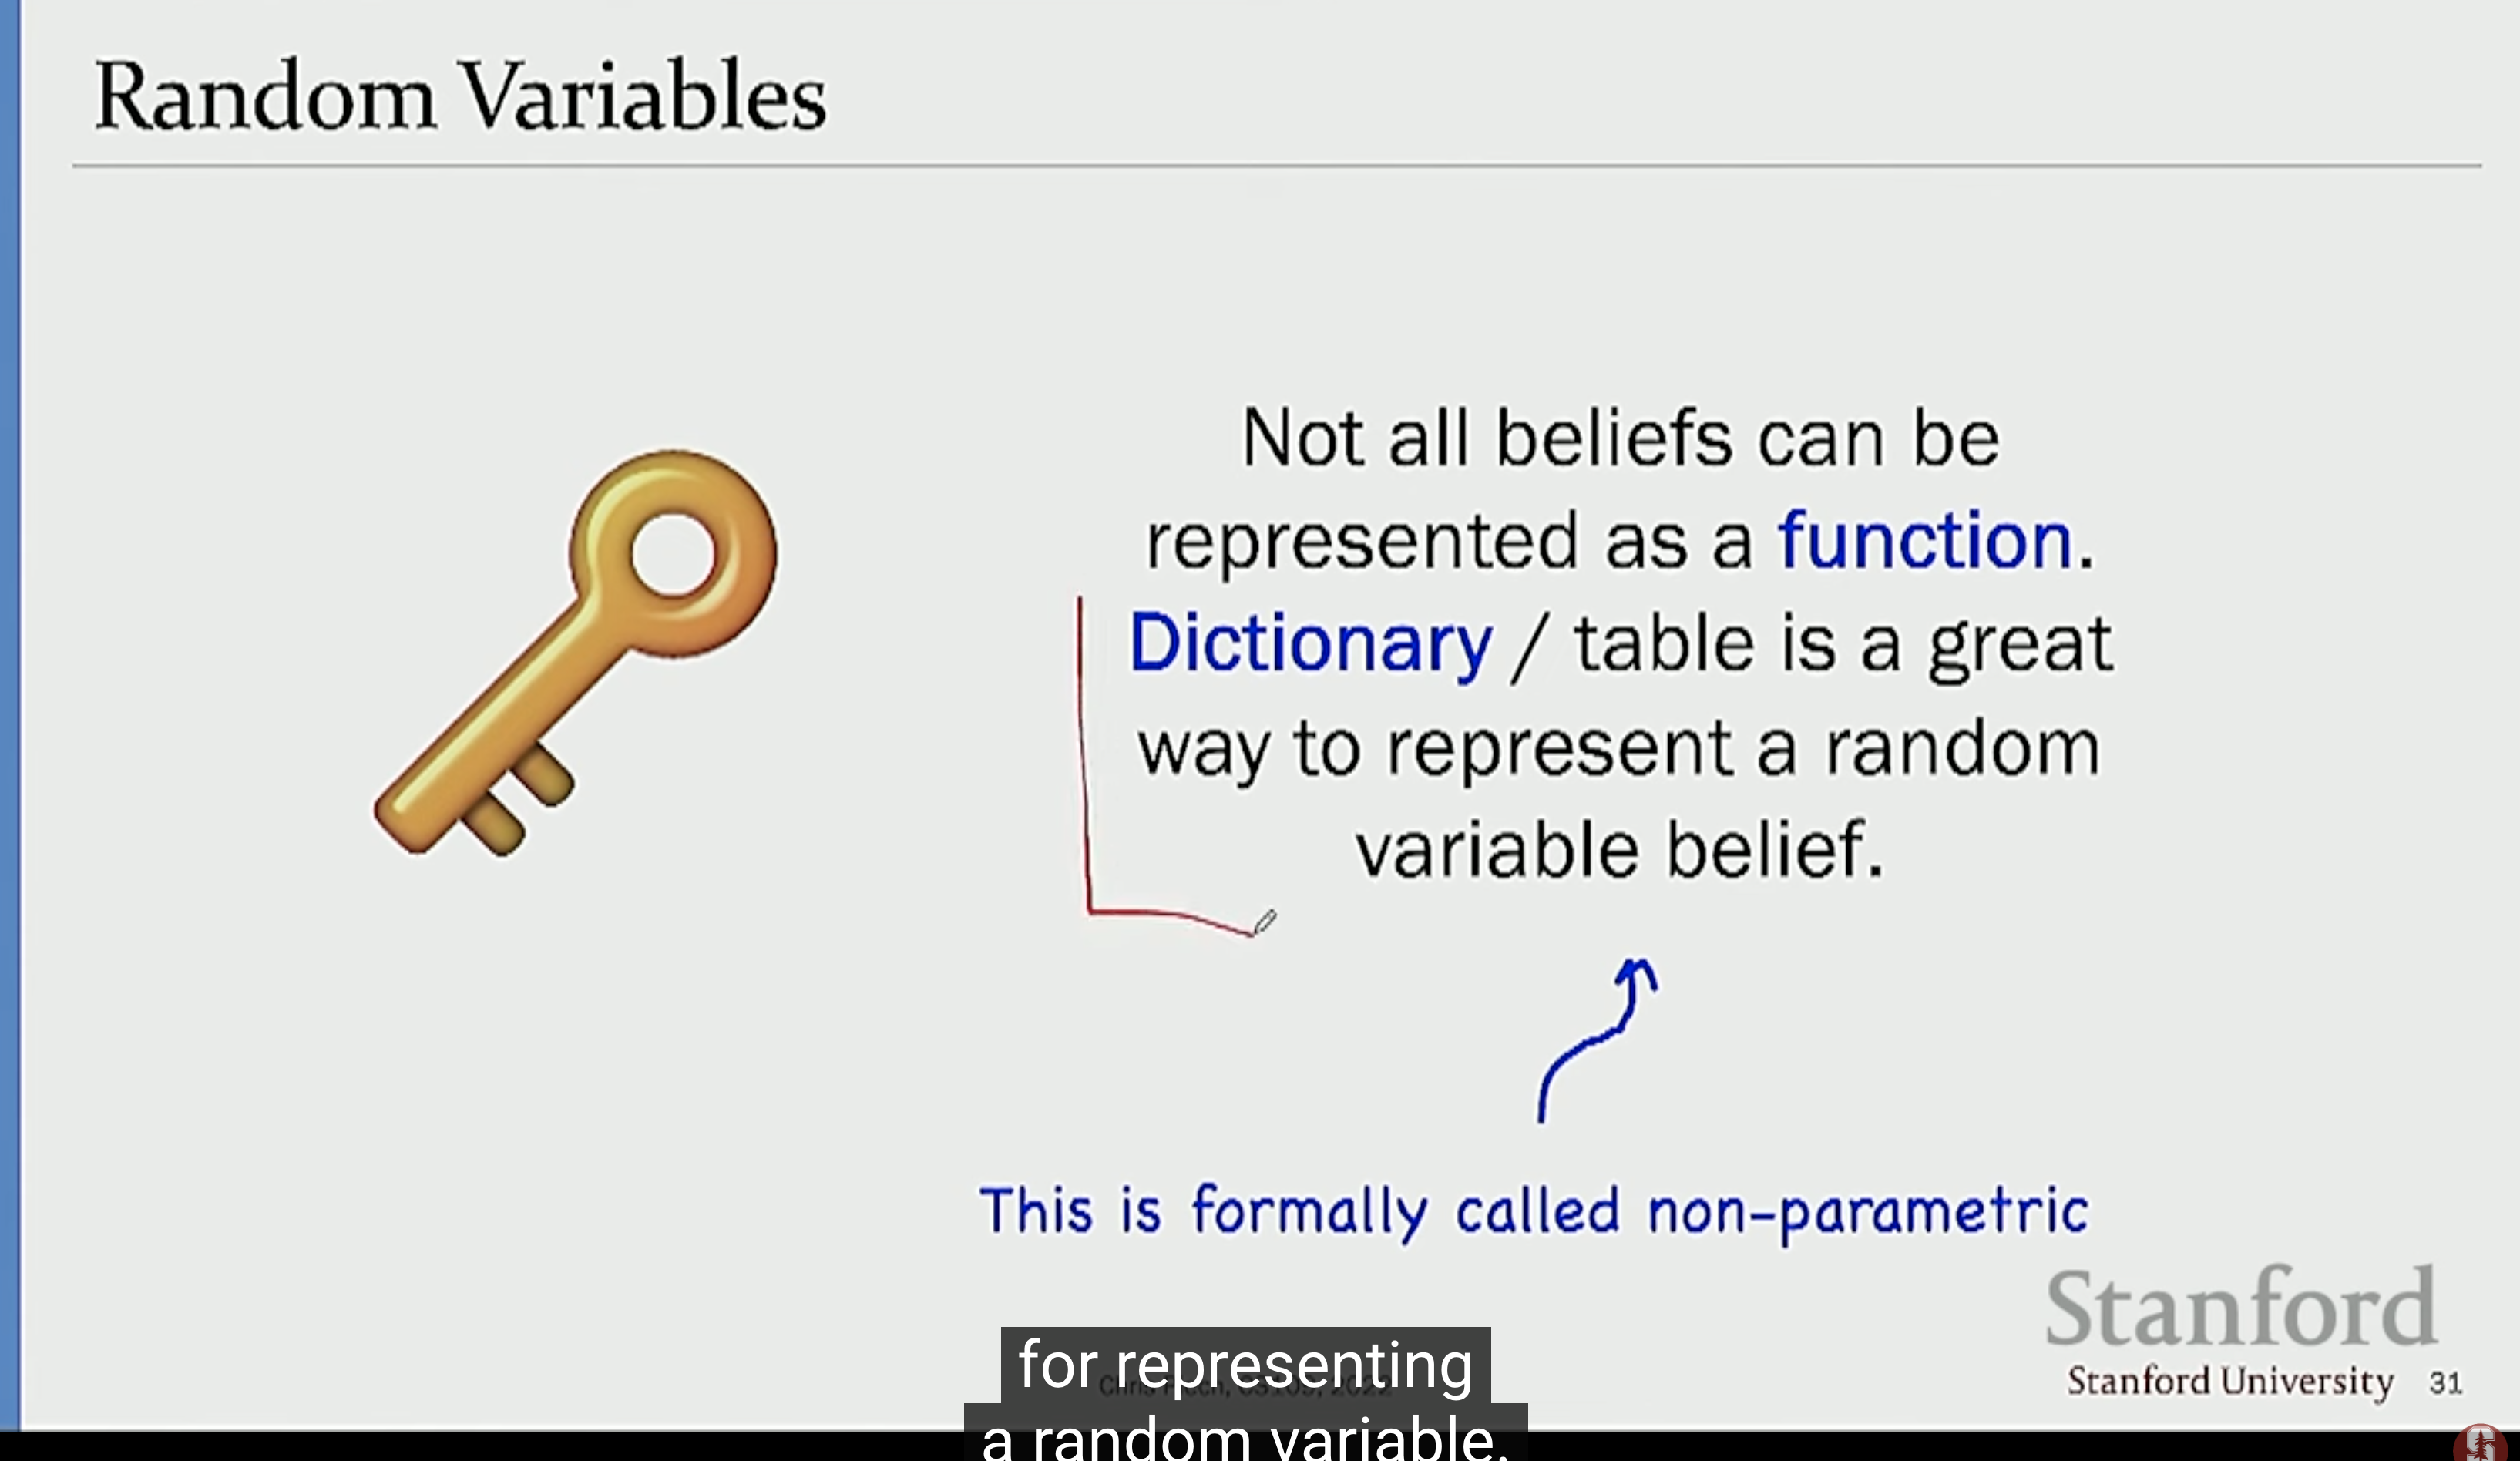 Random Variables
Not all beliefs can be
represented as a function.
Dictionary / table is a great
way to represent a random
variable belief.
This is formally called non-parametric
Stanford
Stanford University 31
for representing
a random variable.